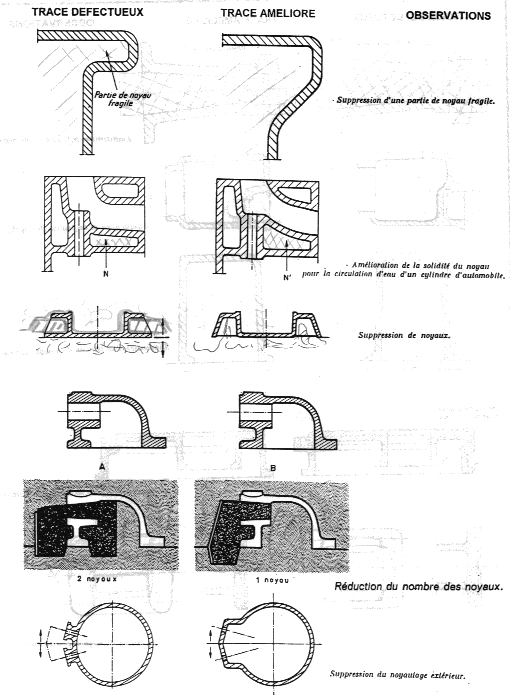 TRACE DEFECTUEUX TRACE AMELIORE OBSERVATIONS
Partie de noyau
fragile
- Suppression d'une partie de noyau fragile.
N
N'
- Amélioration de la solidité du noyau
pour la circulation d'eau d'un cylindre d'automobile.
Suppression de noyaux.
A
B
2 noyaux
1 noyau
Réduction du nombre des noyaux.
Suppression du noyautage extérieur.